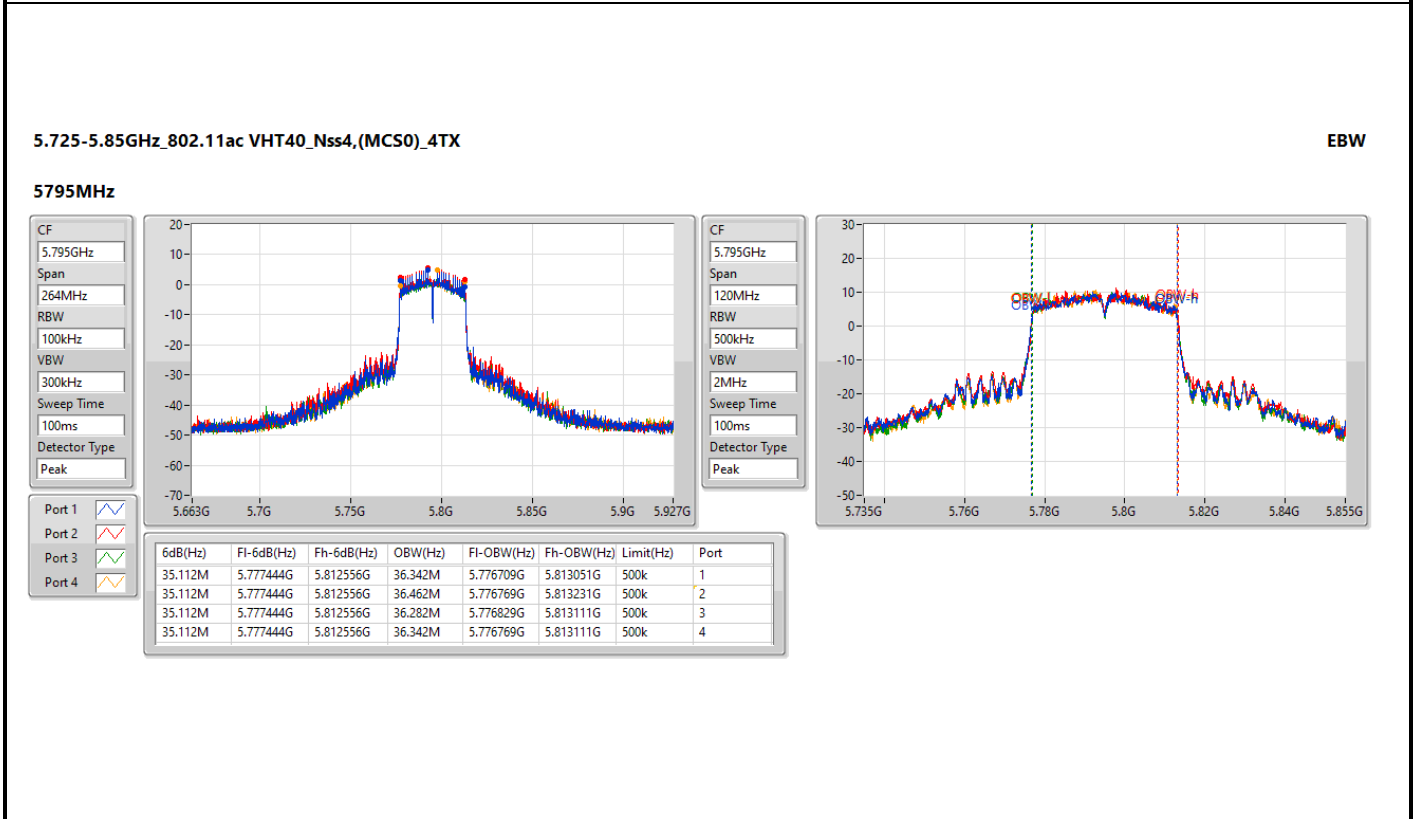 5.725-5.85GHz_802.11ac VHT40_Nss4,(MCS0)_4TX EBW
5795MHz
CF
5.795GHz
Span
264MHz
RBW
100kHz
VBW
300kHz
Sweep Time
100ms
Detector Type
Peak
20
10
0
-10
-20
-30
-40
-50
-60
-70
5.663G 5.7G 5.75G 5.8G 5.85G 5.9G 5.927G
CF
5.795GHz
Span
120MHz
RBW
500kHz
VBW
2MHz
Sweep Time
100ms
Detector Type
Peak
30
20
10
0
-10
-20
-30
-40
-50
OBW-h
5.735G 5.76G 5.78G 5.8G 5.82G 5.84G 5.855G
Port 1
Port 2
Port 3
Port 4
6dB(Hz) Fl-6dB(Hz) Fh-6dB(Hz) OBW(Hz) Fl-OBW(Hz) Fh-OBW(Hz) Limit(Hz) Port
35.112M 5.777444G 5.812556G 36.342M 5.776709G 5.813051G 500k 1
35.112M 5.777444G 5.812556G 36.462M 5.776769G 5.813231G 500k 2
35.112M 5.777444G 5.812556G 36.282M 5.776829G 5.813111G 500k 3
35.112M 5.777444G 5.812556G 36.342M 5.776769G 5.813111G 500k 4